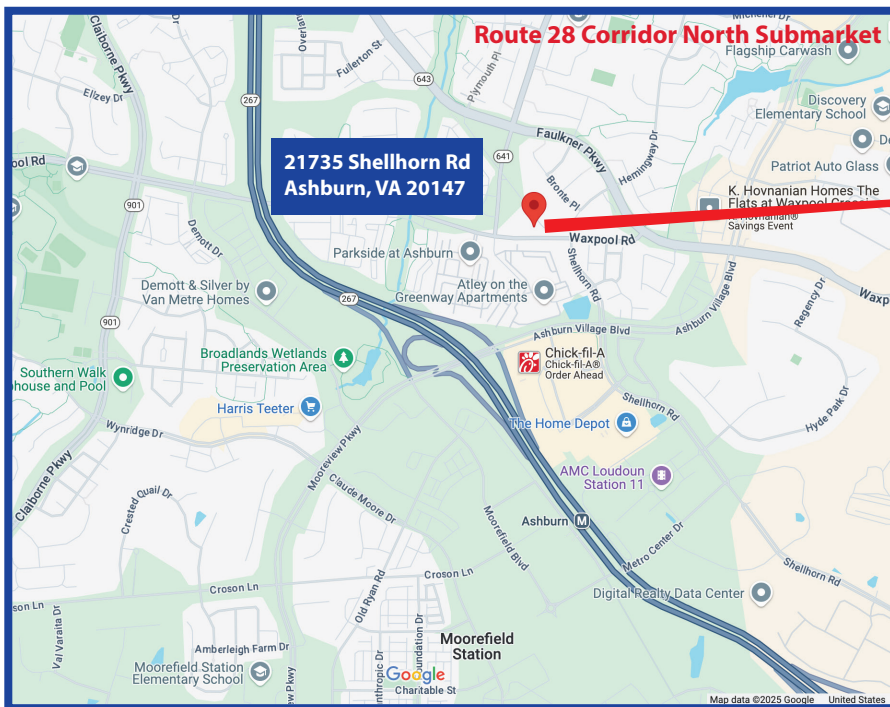 Route 28 Corridor North Submarket
Flagship Carwash
Claiborne Pkwy
Fullerton St
Plymouth Pl
643
Ellzey Dr
267
Discovery
Elementary School
Faulkner Pkwy
Hemingway Dr
Patriot Auto Glass
21735 Shellhorn Rd
Ashburn, VA 20147
641
Bronte Pl
K. Hovnanian Homes The
Flats at Waxpool
Savings Event
901
Demott Dr
Waxpool Rd
Parkside at Ashburn
Shellhorn Rd
Demott & Silver by
Van Metre Homes
267
Atley on the
Greenway Apartments
Ashburn Village Blvd
Regency Dr
901
Ashburn Village Blvd
Broadlands Wetlands
Preservation Area
Chick-fil-A
Chick-fil-A®
Order Ahead
Southern Walk
house and Pool
Harris Teeter
Shellhorn Rd
Hyde Park Dr
The Home Depot
Wynridge Dr
Mooreview Pkwy
Claiborne Pkwy
AMC Loudoun
Station 11
Claude Moore Dr
Crested Quail Dr
Moorefield Blvd
Ashburn
M
Metro Center Dr
Croson Ln
Shellhorn Rd
Croson Ln
Old Ryan Rd
Digital Realty Data Center
Val Varaita Dr
Amberleigh Farm Dr
Moorefield
Station
Moorefield Station
Elementary School
Google
Charitable St
Map data ©2025 Google
United States